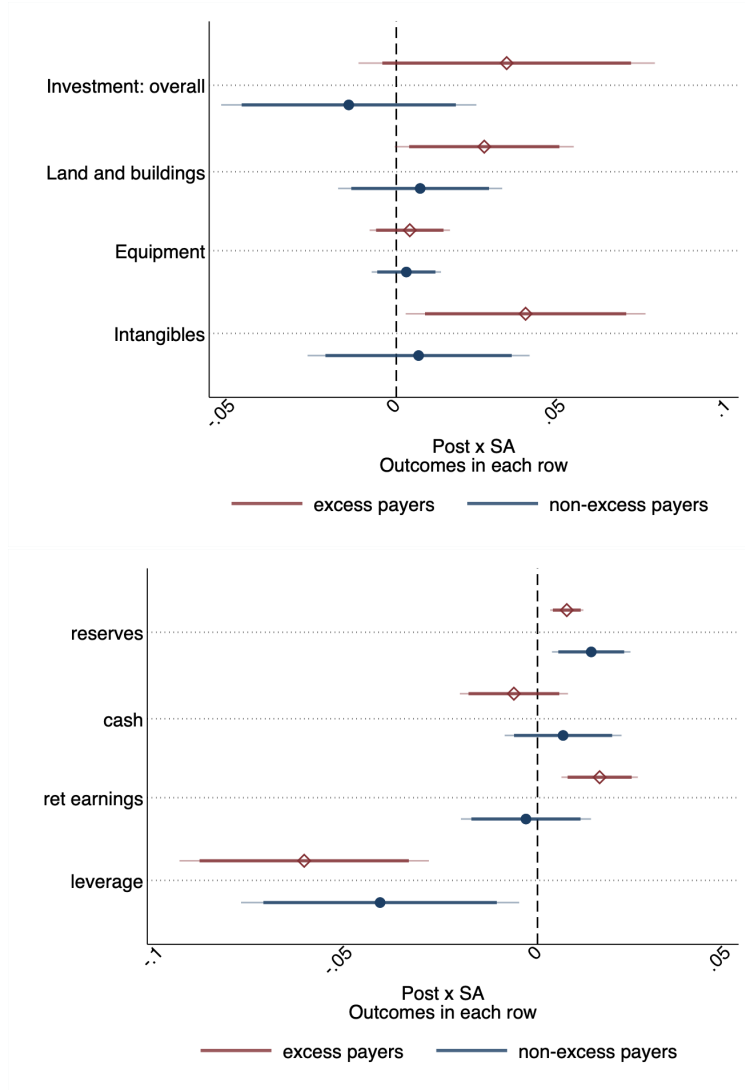 Investment: overall
Land and buildings
Equipment
Intangibles
-.05 0 .05 .1
Post x SA
Outcomes in each row
excess payers non-excess payers
reserves
cash
ret earnings
leverage
-.1 -.05 0 .05
Post x SA
Outcomes in each row
excess payers non-excess payers